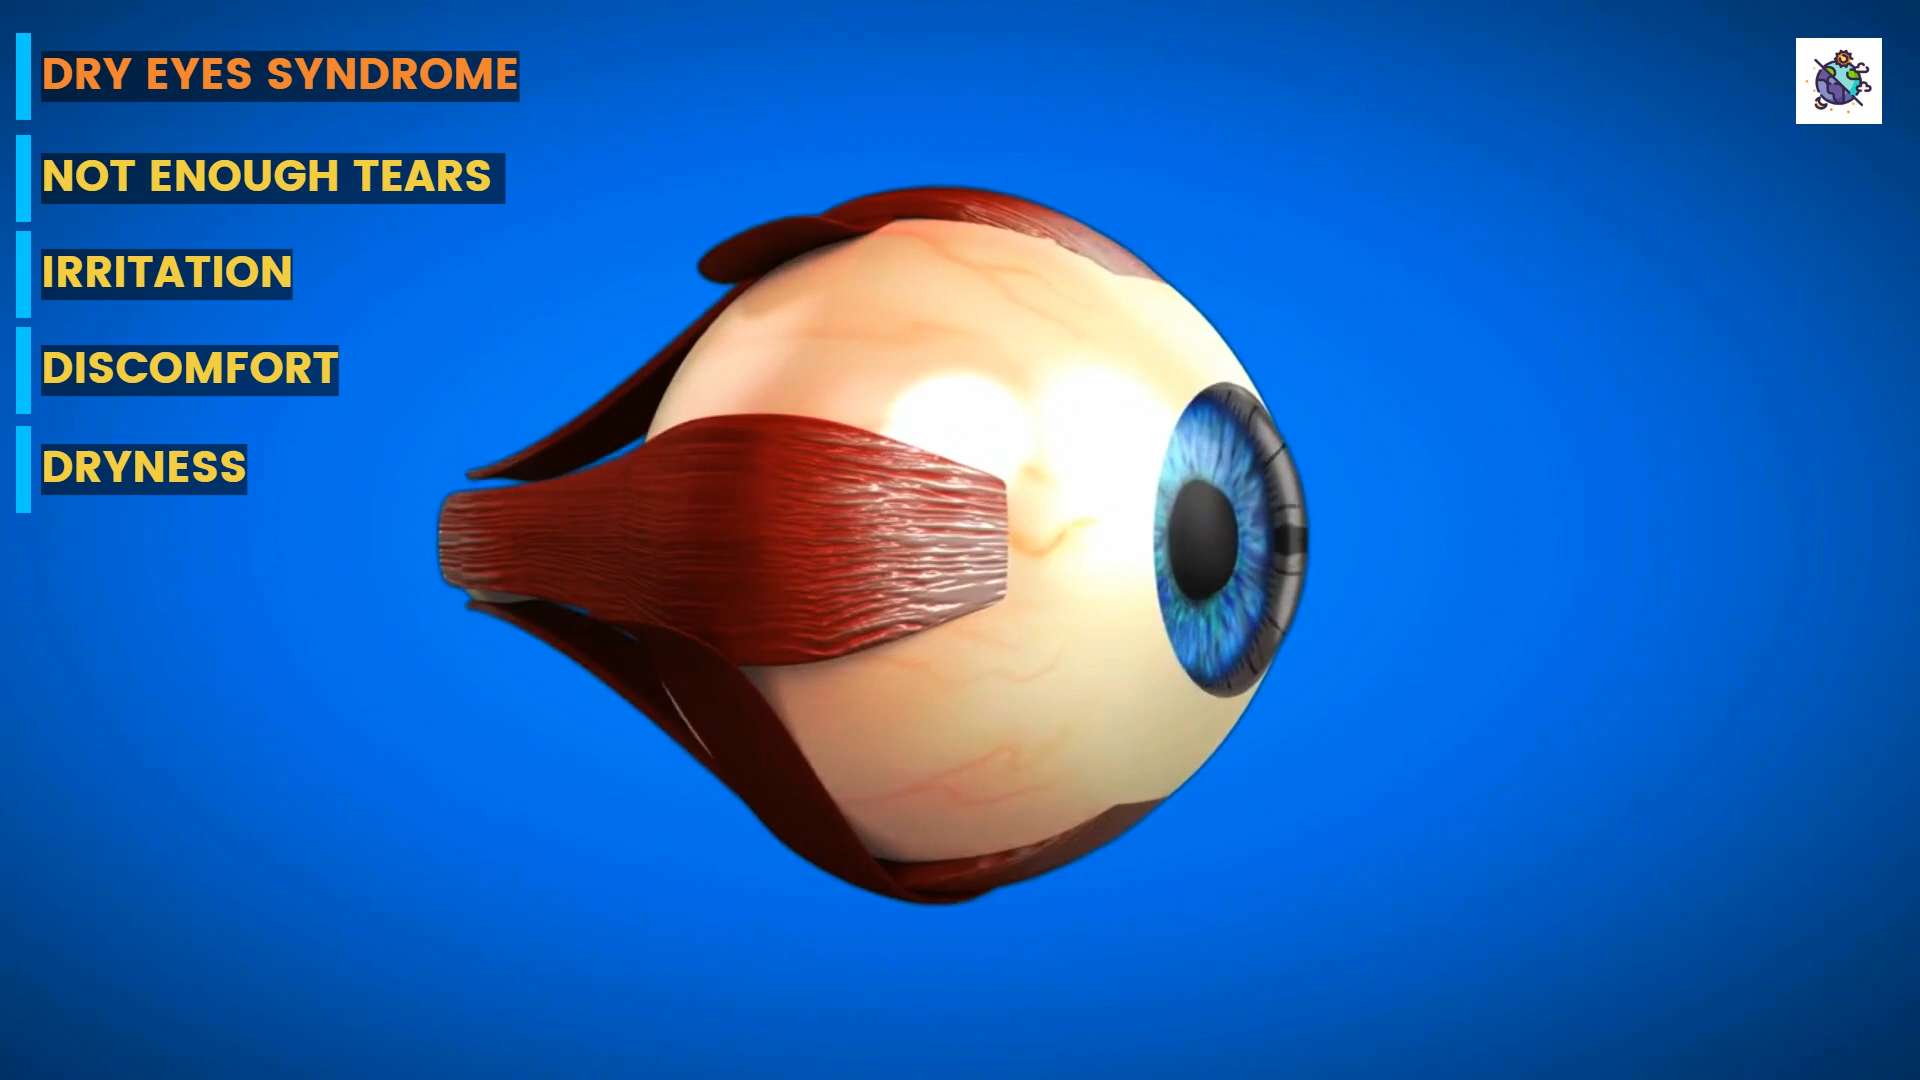 DRY EYES SYNDROME
NOT ENOUGH TEARS
IRRITATION
DISCOMFORT
DRYNESS